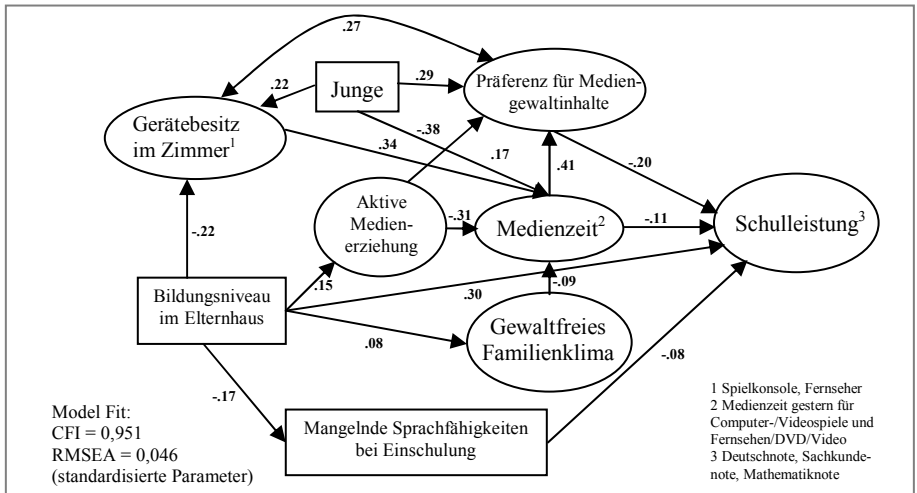 .27
.22
Junge
.29
Präferenz für Medien-
gewaltinhalte
Gerätebesitz
im Zimmer¹
-.38
.34
.17
.41
-.20
Aktive
Medien-
erziehung
-.31
Medienzeit²
-.11
Schulleistung³
-.22
Bildungsniveau
im Elternhaus
.15
.30
-.09
.08
Gewaltfreies
Familienklima
-.08
-.17
Mangelnde Sprachfähigkeiten
bei Einschulung
Model Fit:
CFI = 0,951
RMSEA = 0,046
(standardisierte Parameter)
1 Spielkonsole, Fernseher
2 Medienzeit gestern für
Computer-/Videospiele und
Fernsehen/DVD/Video
3 Deutschnote, Sachkunde-
note, Mathematiknote